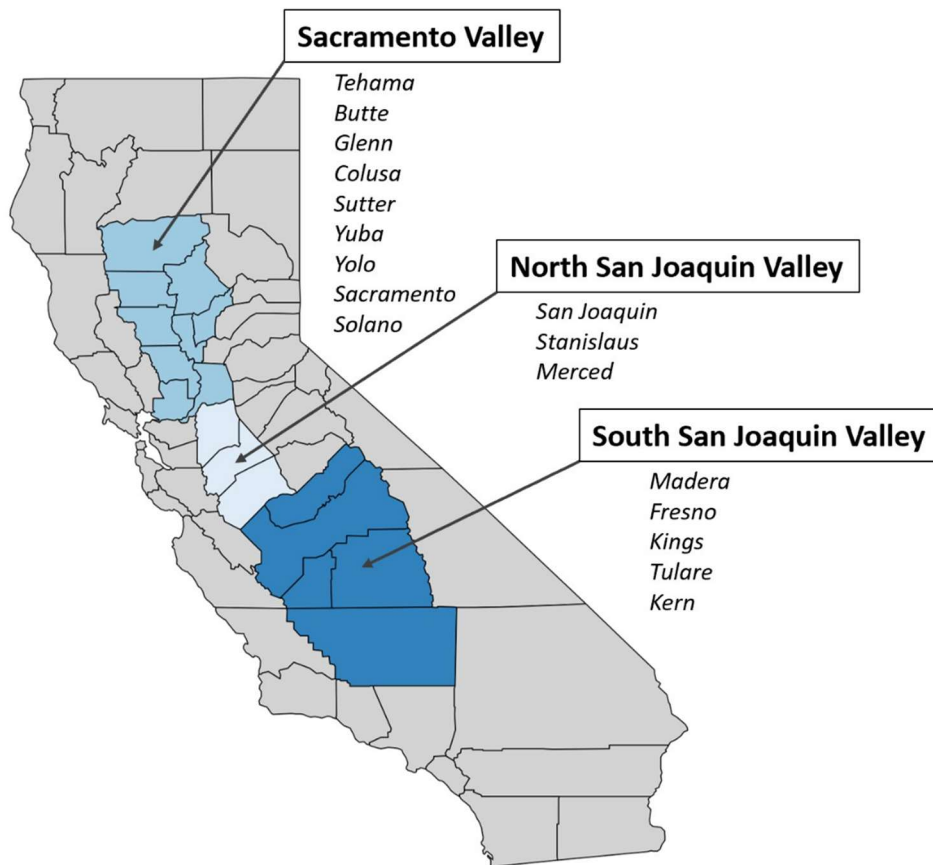 Sacramento Valley
Tehama
Butte
Glenn
Colusa
Sutter
Yuba
Yolo
Sacramento
Solano
North San Joaquin Valley
San Joaquin
Stanislaus
Merced
South San Joaquin Valley
Madera
Fresno
Kings
Tulare
Kern